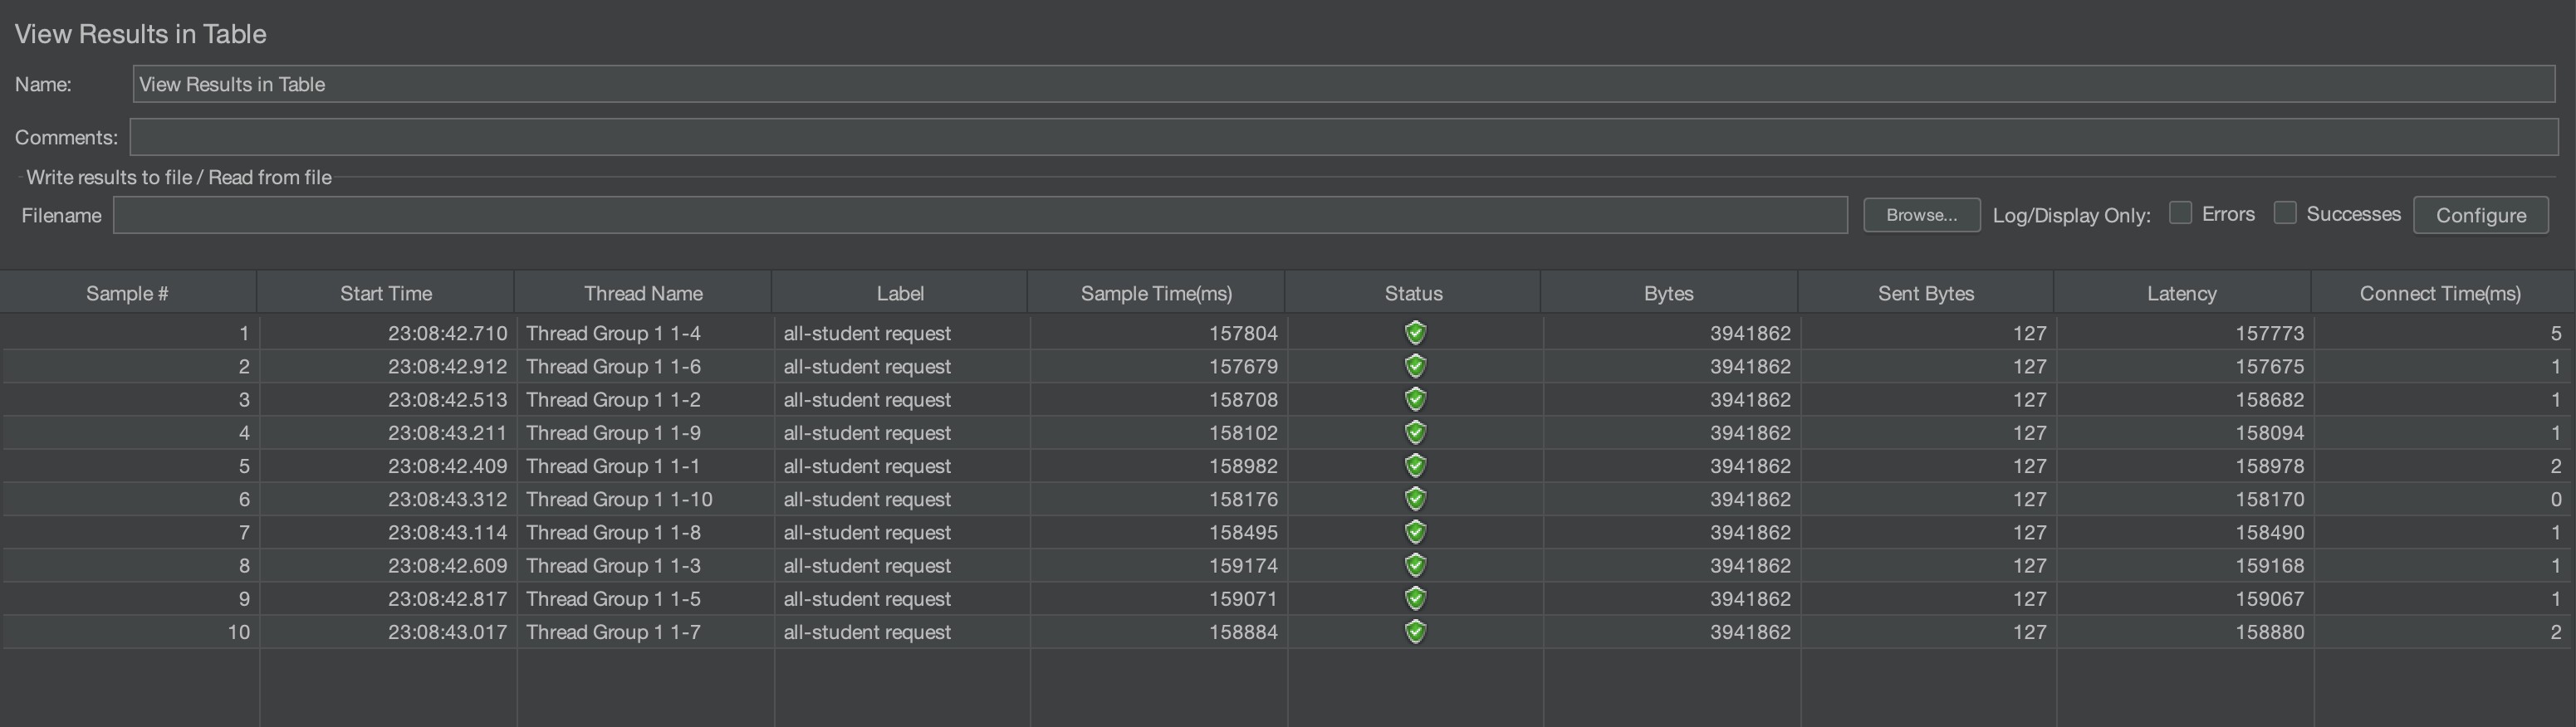 View Results in Table
Name: View Results in Table
Comments:
Write results to file / Read from file
Filename Browse... Log/Display Only: Errors Successes Configure
Sample # Start Time Thread Name Label Sample Time(ms) Status Bytes Sent Bytes Latency Connect Time(ms)
1 23:08:42.710 Thread Group 1 1-4 all-student request 157804 3941862 127 157773 5
2 23:08:42.912 Thread Group 1 1-6 all-student request 157679 3941862 127 157675 1
3 23:08:42.513 Thread Group 1 1-2 all-student request 158708 3941862 127 158682 1
4 23:08:43.211 Thread Group 1 1-9 all-student request 158102 3941862 127 158094 1
5 23:08:42.409 Thread Group 1 1-1 all-student request 158982 3941862 127 158978 2
6 23:08:43.312 Thread Group 1 1-10 all-student request 158176 3941862 127 158170 0
7 23:08:43.114 Thread Group 1 1-8 all-student request 158495 3941862 127 158490 1
8 23:08:42.609 Thread Group 1 1-3 all-student request 159174 3941862 127 159168 1
9 23:08:42.817 Thread Group 1 1-5 all-student request 159071 3941862 127 159067 1
10 23:08:43.017 Thread Group 1 1-7 all-student request 158884 3941862 127 158880 2